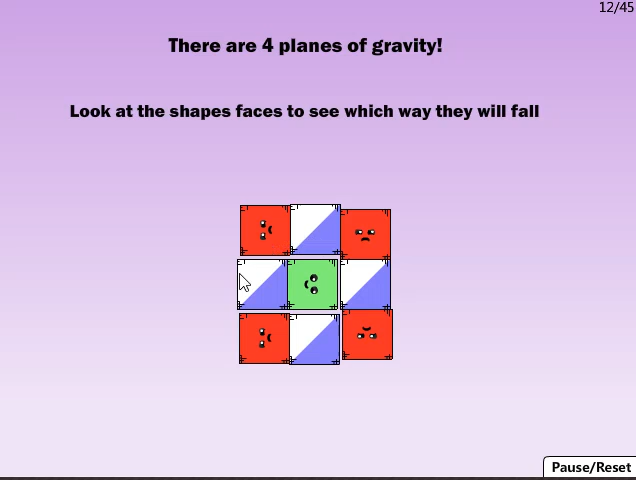 12/45
There are 4 planes of gravity!
Look at the shapes faces to see which way they will fall
Pause/Reset